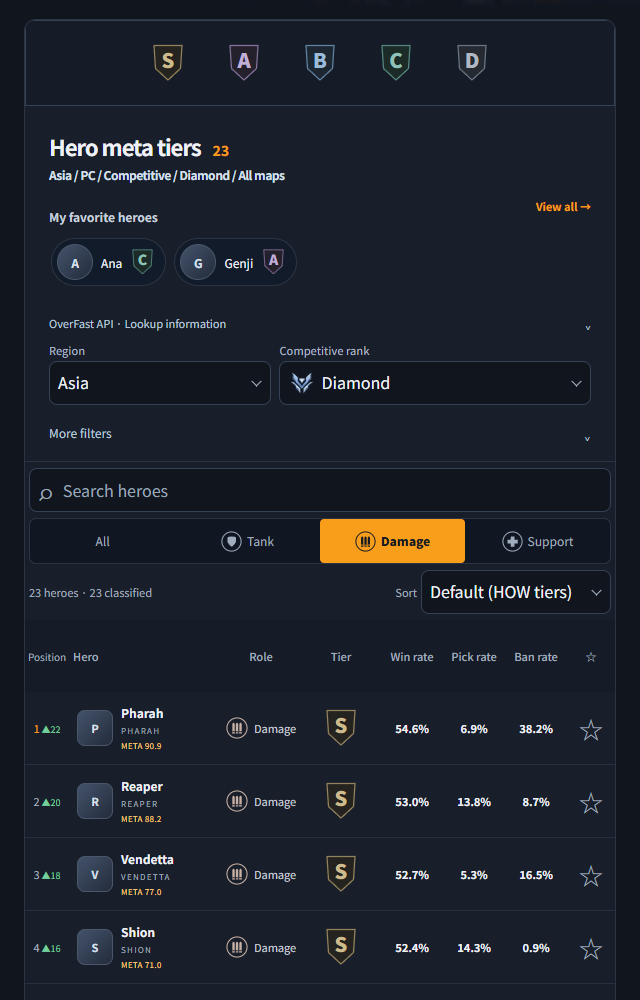 S A B C D
Hero meta tiers 23
Asia / PC / Competitive / Diamond / All maps
View all →
My favorite heroes
A Ana C G Genji A
OverFast API · Lookup information
Region Competitive rank
Asia Diamond
More filters
Search heroes
All Tank Damage Support
23 heroes · 23 classified Sort Default (HOW tiers)
Position Hero Role Tier Win rate Pick rate Ban rate ☆
Pharah
1 ▲22 P PHARAH Damage S 54.6% 6.9% 38.2% ☆
META 90.9
Reaper
2 ▲20 R REAPER Damage S 53.0% 13.8% 8.7% ☆
META 88.2
Vendetta
3 ▲18 V VENDETTA Damage S 52.7% 5.3% 16.5% ☆
META 77.0
Shion
4 ▲16 S SHION Damage S 52.4% 14.3% 0.9% ☆
META 71.0